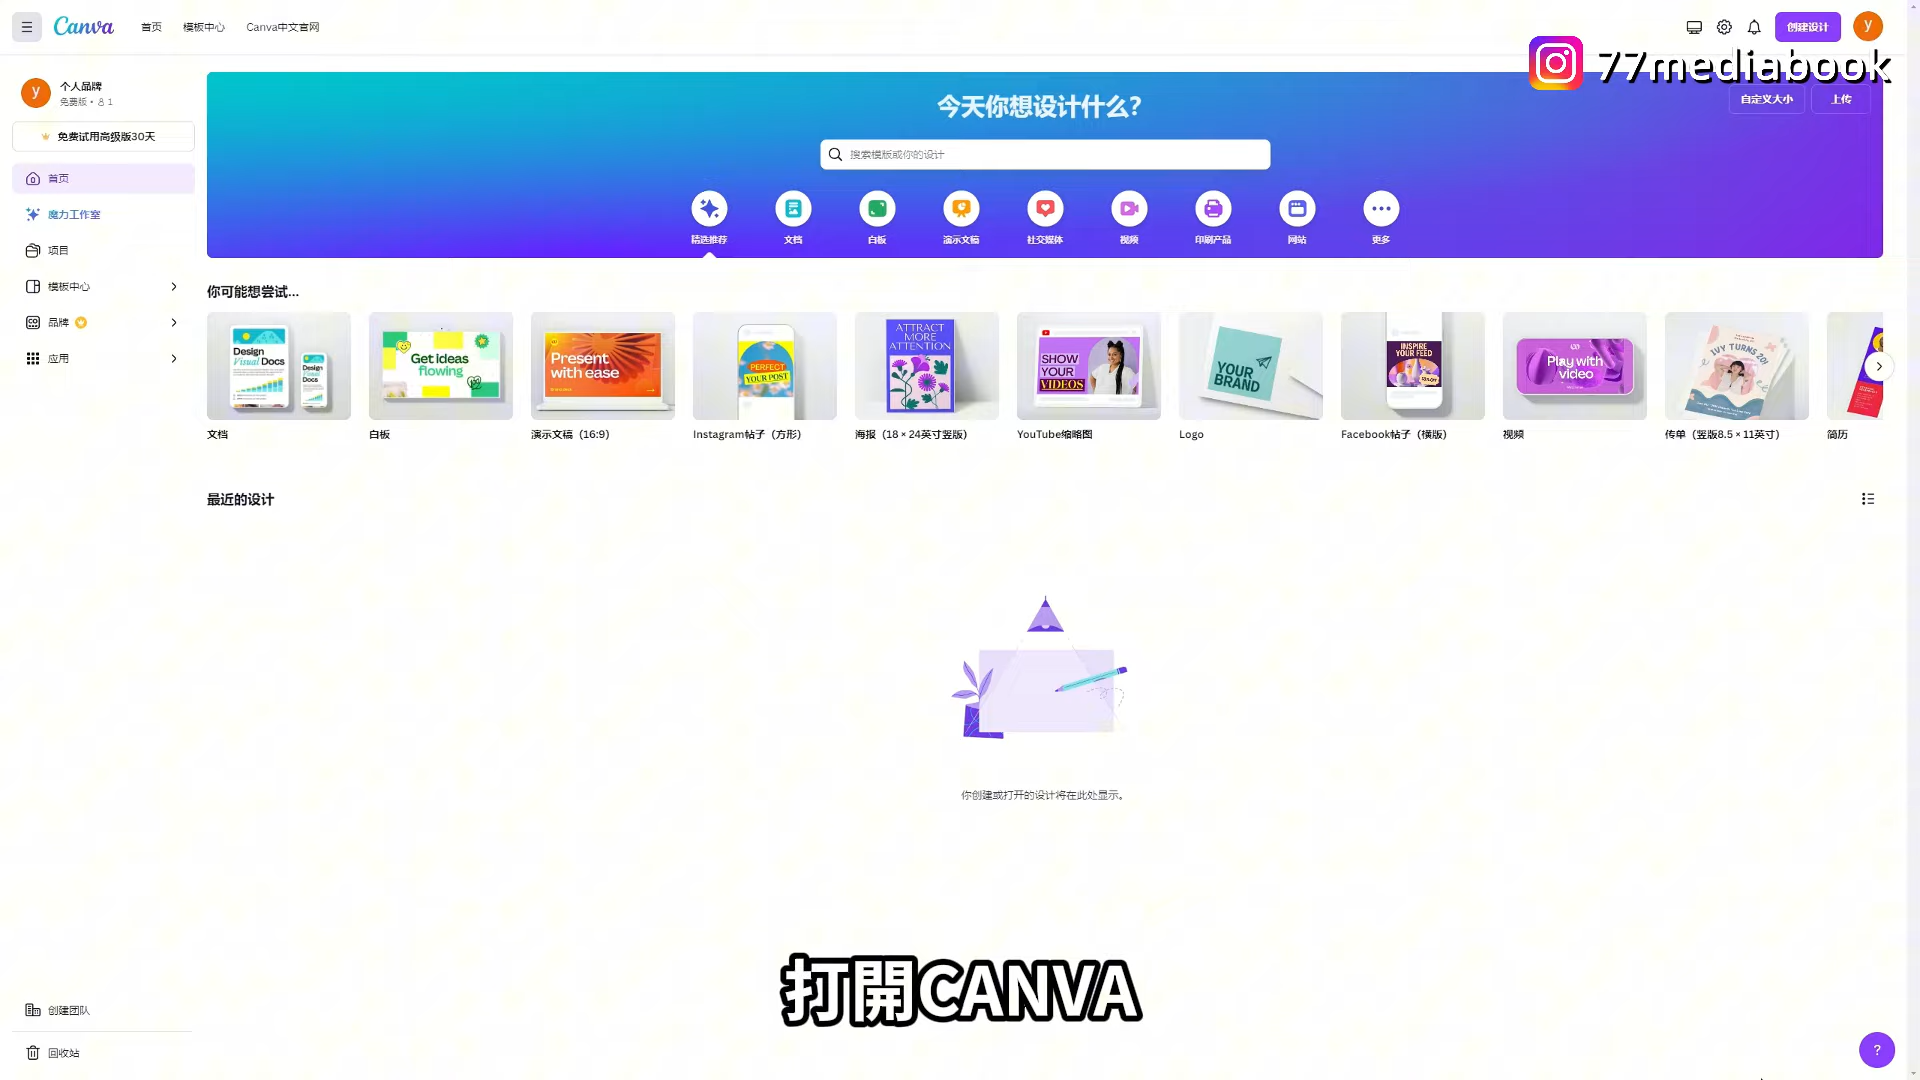 Canva
首页
模板中心
Canva中文官网
创建设计
y
77mediabook
y
个人品牌
免费版 • 1
免费试用高级版30天
首页
魔力工作室
项目
模板中心
品牌
应用
今天你想设计什么?
自定义大小
上传
搜索模版或你的设计
精选推荐
文档
白板
演示文稿
社交媒体
视频
印刷产品
网站
更多
你可能想尝试...
Design
Visual Docs
Design
Visual
Docs
Get ideas
flowing
Present
with ease
PERFECT
YOUR POST
ATTRACT
MORE
ATTENTION
SHOW
YOUR
VIDEOS
YOUR
BRAND
INSPIRE
YOUR FEED
Play with
video
IVY TURNS 20!
文档
白板
演示文稿（16:9）
Instagram帖子（方形）
海报（18 × 24英寸竖版）
YouTube缩略图
Logo
Facebook帖子（横版）
视频
传单（竖版8.5 × 11英寸）
简历
最近的设计
你创建或打开的设计将在此处显示。
打開CANVA
创建团队
回收站
?